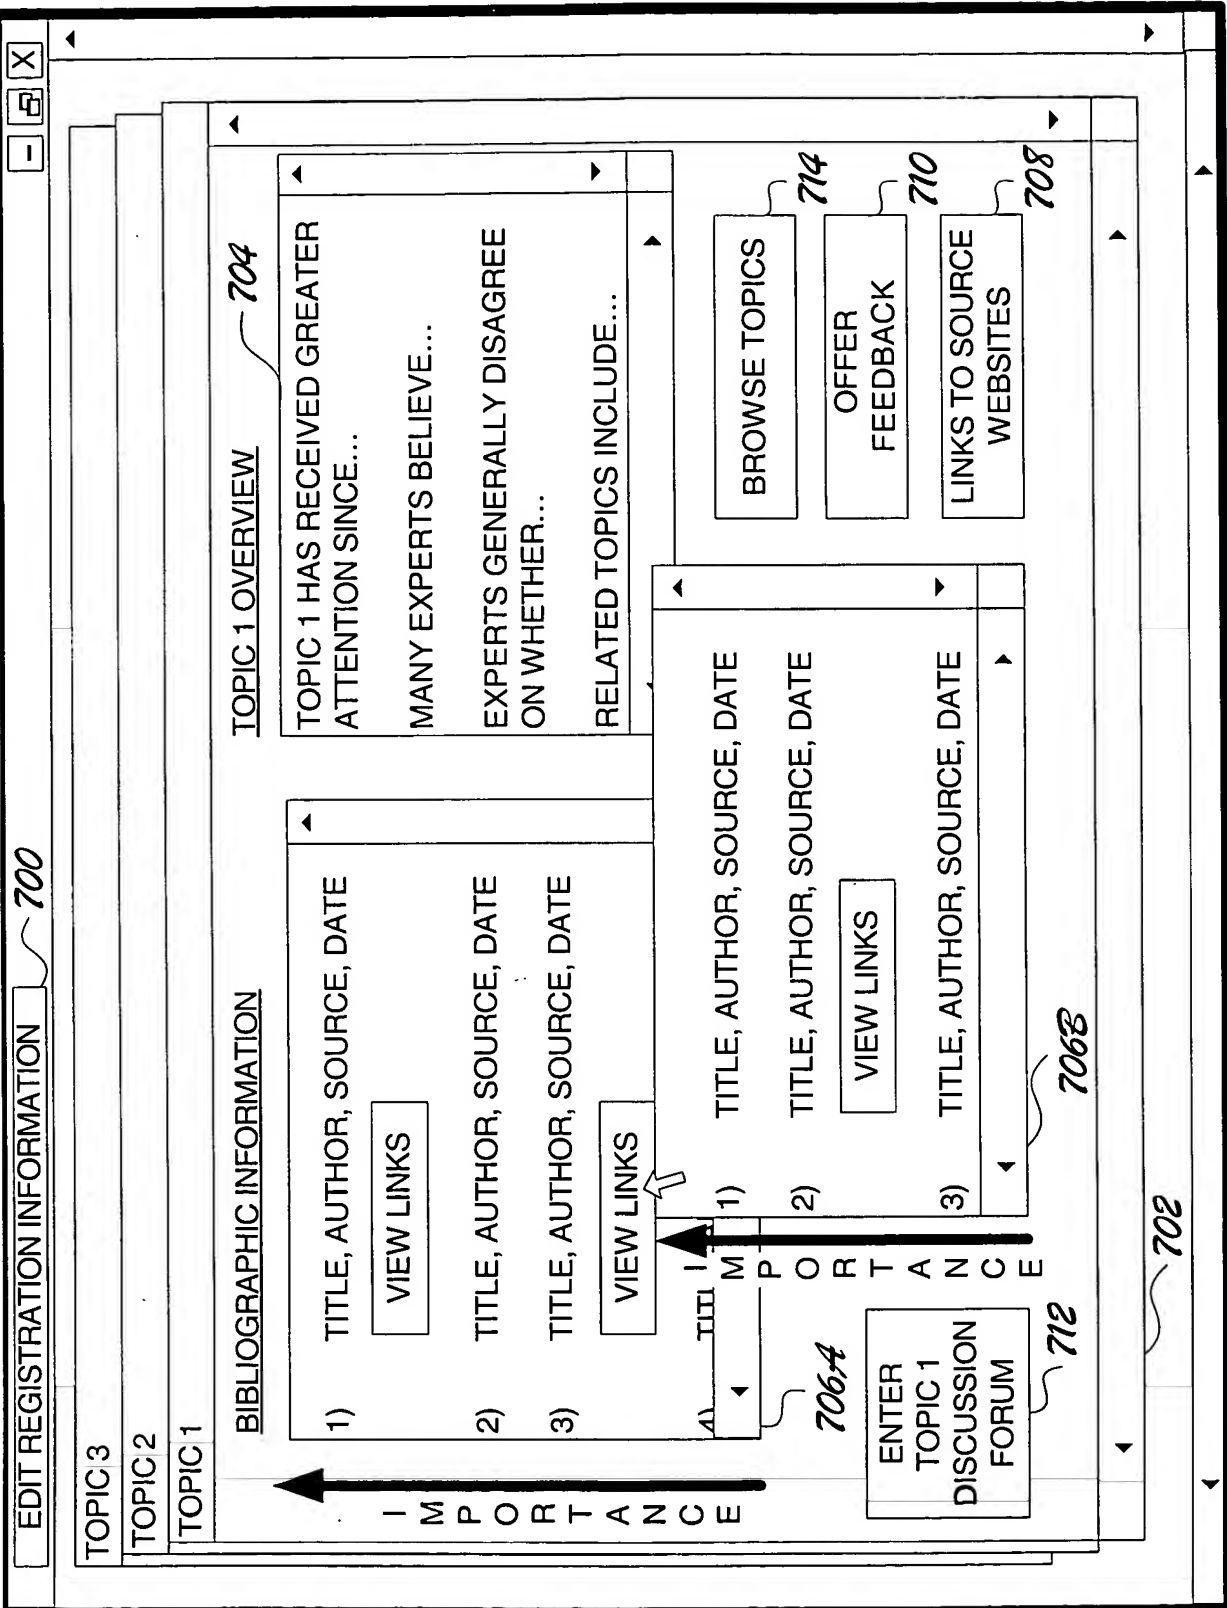 EDIT REGISTRATION INFORMATION
700
X
TOPIC 3
TOPIC 2
TOPIC 1
BIBLIOGRAPHIC INFORMATION
1) TITLE, AUTHOR, SOURCE, DATE
VIEW LINKS
2) TITLE, AUTHOR, SOURCE, DATE
3) TITLE, AUTHOR, SOURCE, DATE
VIEW LINKS
4) TITL
IMPORTANCE
706A
TOPIC 1 OVERVIEW
704
TOPIC 1 HAS RECEIVED GREATER
ATTENTION SINCE...
MANY EXPERTS BELIEVE...
EXPERTS GENERALLY DISAGREE
ON WHETHER...
RELATED TOPICS INCLUDE...
1) TITLE, AUTHOR, SOURCE, DATE
2) TITLE, AUTHOR, SOURCE, DATE
VIEW LINKS
3) TITLE, AUTHOR, SOURCE, DATE
IMPORTANCE
706B
BROWSE TOPICS
714
OFFER
FEEDBACK
710
LINKS TO SOURCE
WEBSITES
708
ENTER
TOPIC 1
DISCUSSION
FORUM
712
702